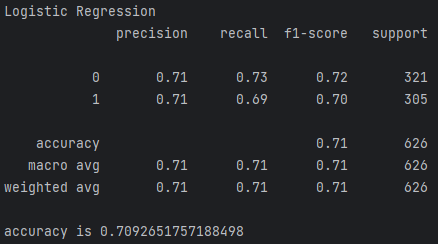 Logistic Regression
              precision    recall  f1-score   support

           0       0.71      0.73      0.72       321
           1       0.71      0.69      0.70       305

    accuracy                           0.71       626
   macro avg       0.71      0.71      0.71       626
weighted avg       0.71      0.71      0.71       626

accuracy is 0.7092651757188498